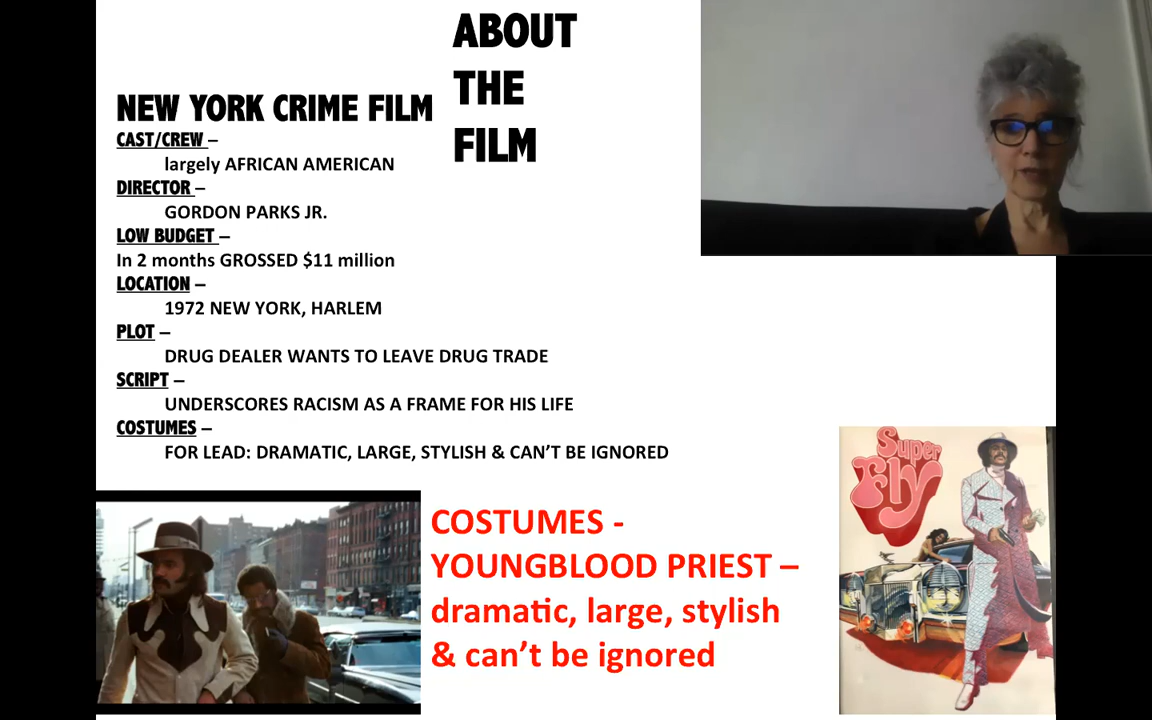 ABOUT
THE
FILM
NEW YORK CRIME FILM
CAST/CREW –
largely AFRICAN AMERICAN
DIRECTOR –
GORDON PARKS JR.
LOW BUDGET –
In 2 months GROSSED $11 million
LOCATION –
1972 NEW YORK, HARLEM
PLOT –
DRUG DEALER WANTS TO LEAVE DRUG TRADE
SCRIPT –
UNDERSCORES RACISM AS A FRAME FOR HIS LIFE
COSTUMES –
FOR LEAD: DRAMATIC, LARGE, STYLISH & CAN’T BE IGNORED
COSTUMES -
YOUNGBLOOD PRIEST –
dramatic, large, stylish
& can’t be ignored
Super
Fly